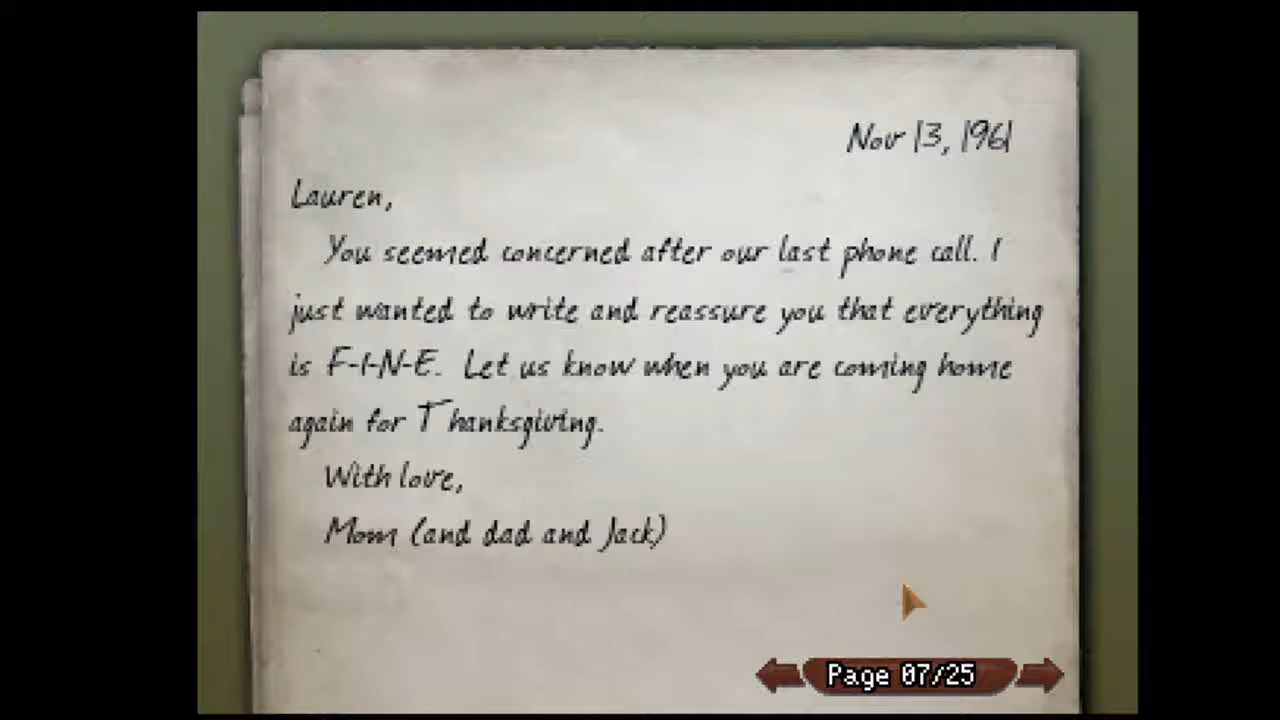 Nov 13, 1961
Lauren,
You seemed concerned after our last phone call. I
just wanted to write and reassure you that everything
is F-I-N-E. Let us know when you are coming home
again for Thanksgiving.
With love,
Mom (and dad and Jack)
Page 07/25